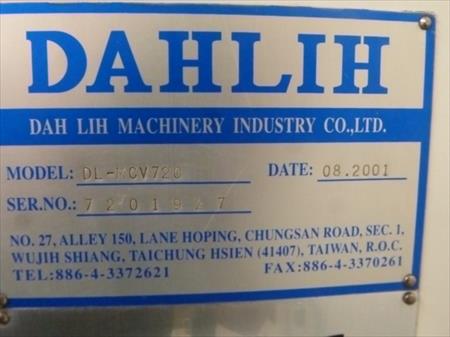 DAHLIH
DAH LIH MACHINERY INDUSTRY CO.,LTD.
MODEL: DL-MCV720 DATE: 08.2001
SER.NO.:
NO. 27, ALLEY 150, LANE HOPING, CHUNGSAN ROAD, SEC. 1,
WUJIH SHIANG, TAICHUNG HSIEN (41407), TAIWAN, R.O.C.
TEL:886-4-3372621 FAX:886-4-3370261